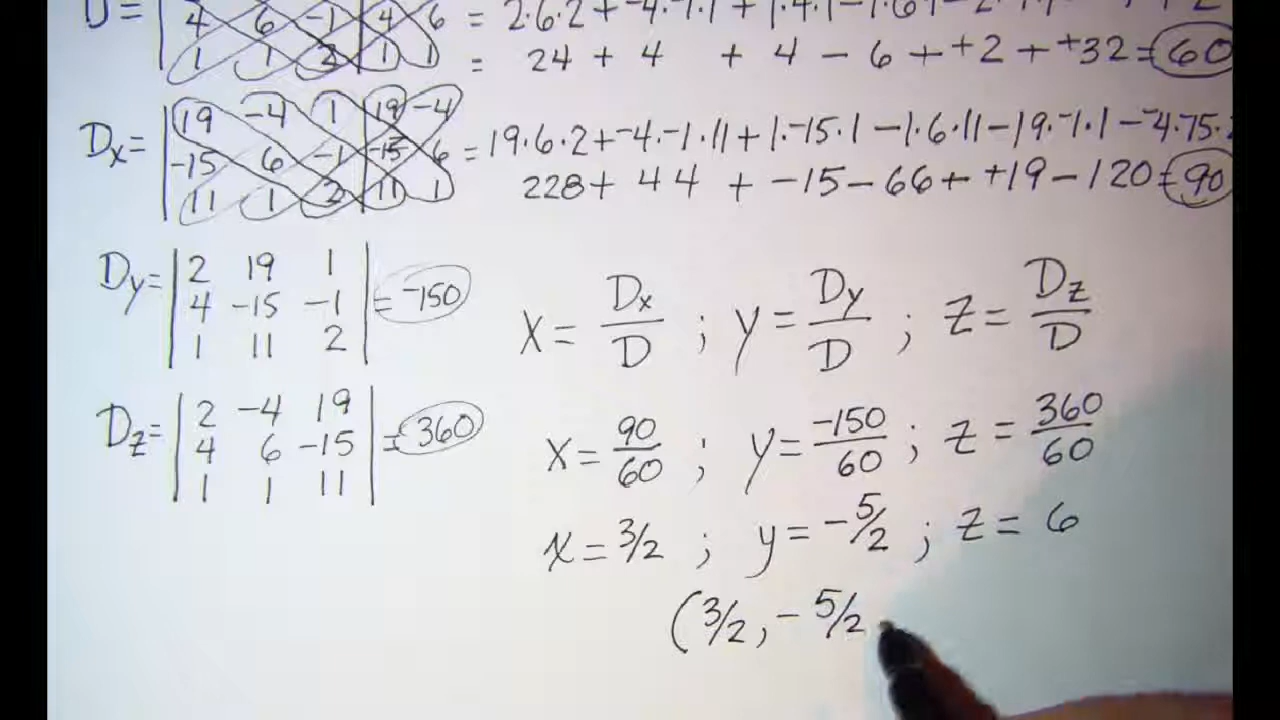 D = | 4 6 -1 | 4 6 = 2·6·2 + -4·-1·1 + 1·4·1 - 1·6·1 -
1 1 2 | 1 1 = 24 + 4 + 4 - 6 + +2 + +32 = 60
Dx = | 19 -4 1 | 19 -4
-15 6 -1 | -15 6 = 19·6·2 + -4·-1·11 + 1·-15·1 - 1·6·11 - 19·-1·1 - -4·-15·2
11 1 2 | 11 1 228 + 44 + -15 - 66 + +19 - 120 = 90
Dy = | 2 19 1 |
4 -15 -1 = -150
1 11 2
x = Dx/D ; y = Dy/D ; z = Dz/D
Dz = | 2 -4 19 |
4 6 -15 = 360
1 1 11
x = 90/60 ; y = -150/60 ; z = 360/60
x = 3/2 ; y = -5/2 ; z = 6
(3/2, -5/2